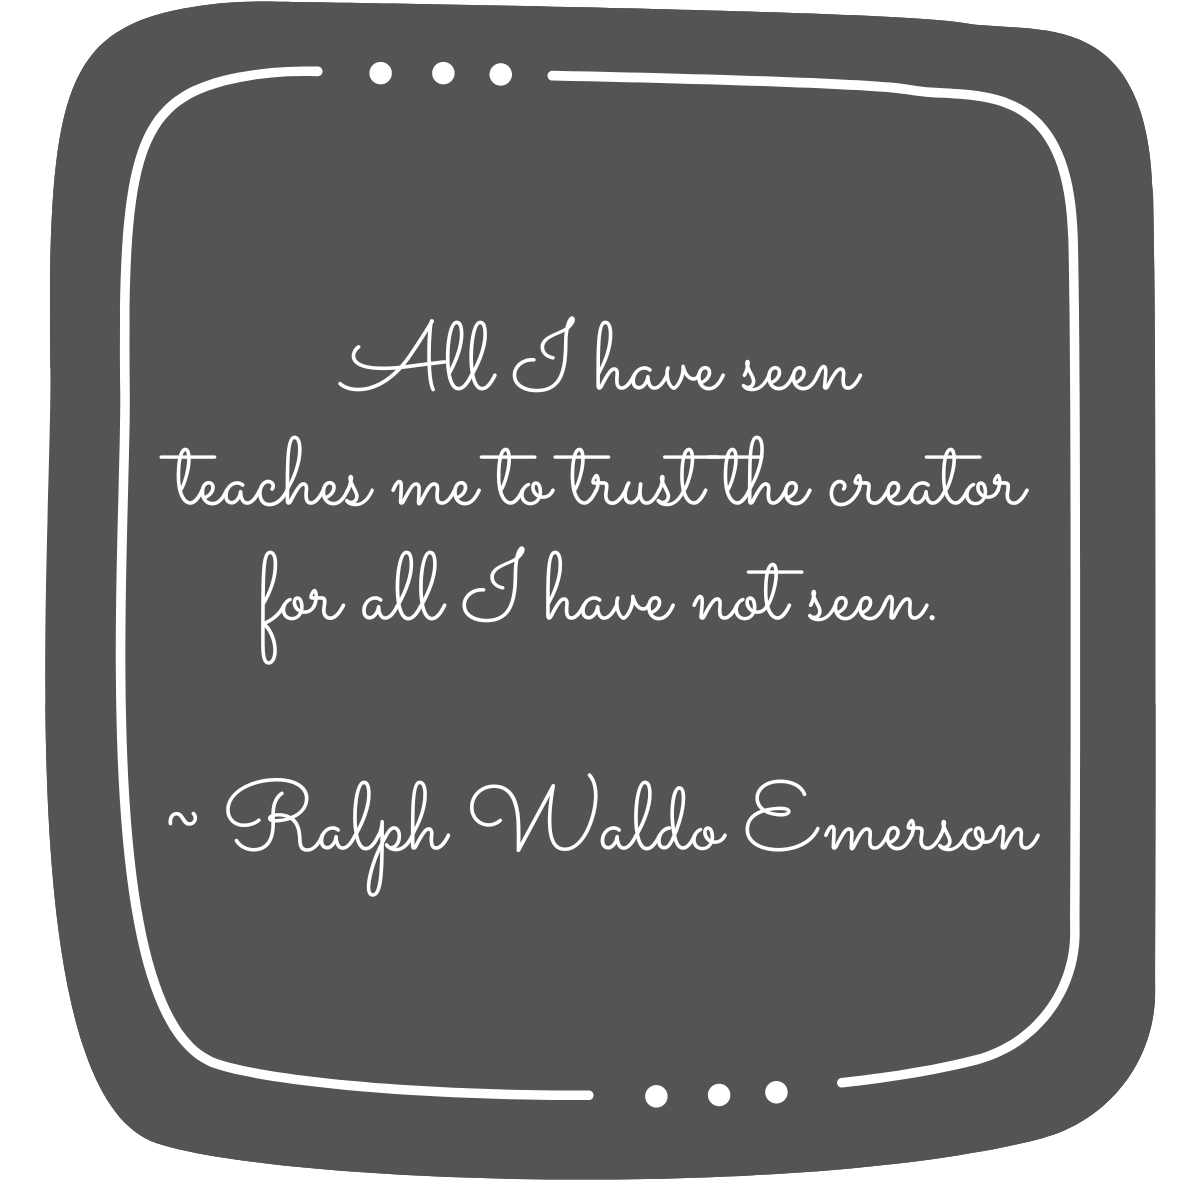 All I have seen
teaches me to trust the creator
for all I have not seen.
~ Ralph Waldo Emerson